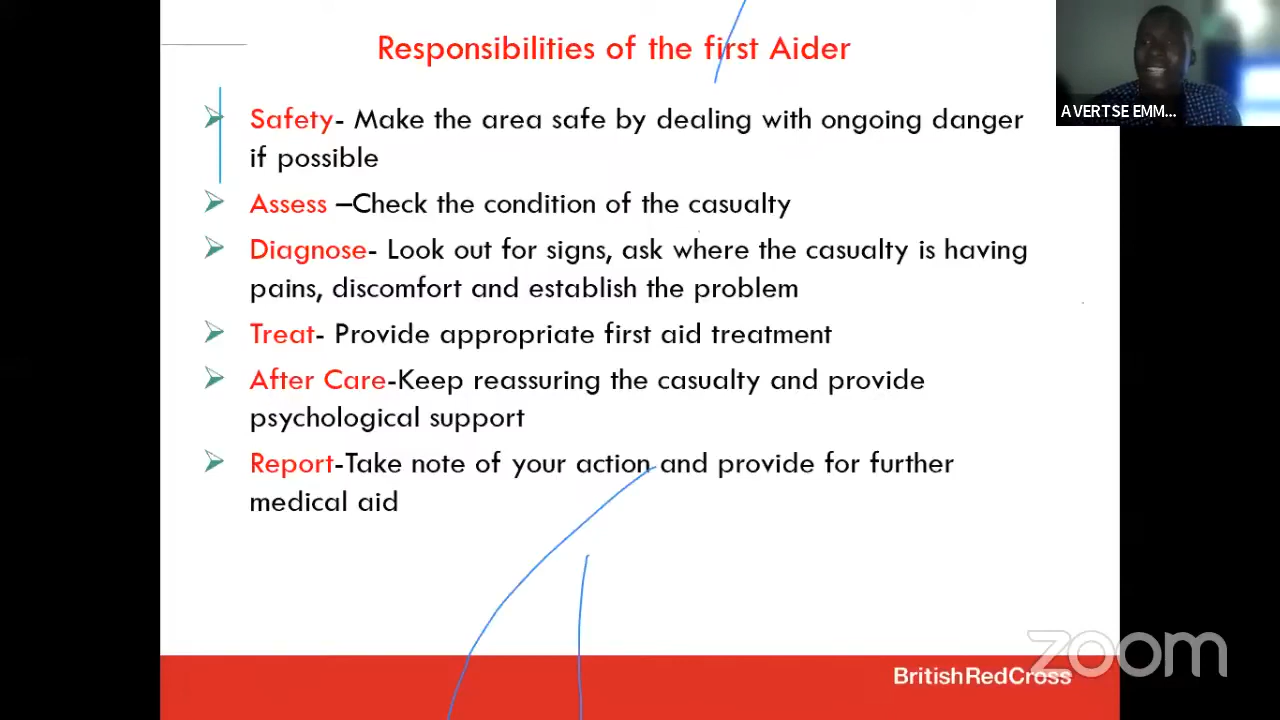 Responsibilities of the first Aider
A VERTSE EMM...
Safety- Make the area safe by dealing with ongoing danger
if possible
Assess –Check the condition of the casualty
Diagnose- Look out for signs, ask where the casualty is having
pains, discomfort and establish the problem
Treat- Provide appropriate first aid treatment
After Care-Keep reassuring the casualty and provide
psychological support
Report-Take note of your action and provide for further
medical aid
zoom
BritishRedCross